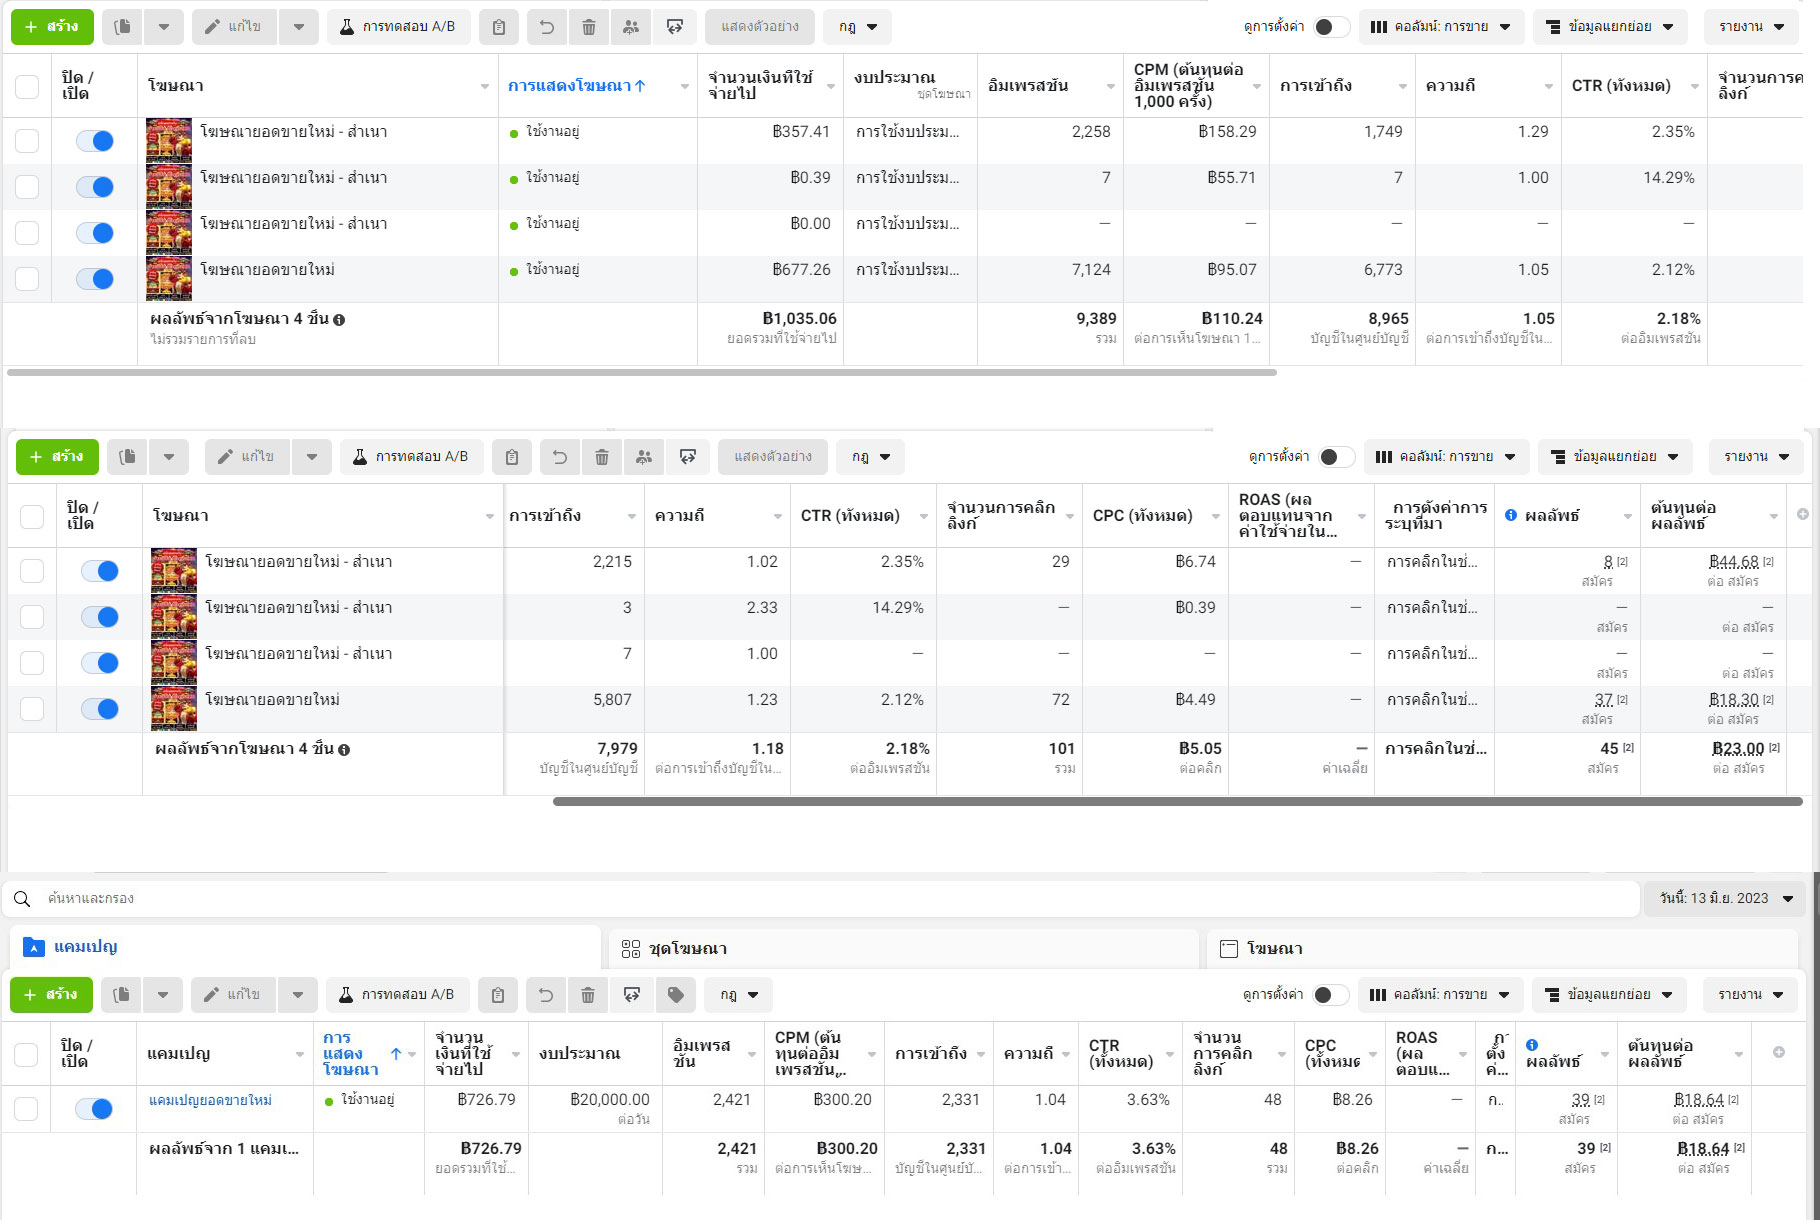 + สร้าง แก้ไข การทดสอบ A/B แสดงตัวอย่าง กฎ ดูการตั้งค่า คอลัมน์: การขาย ข้อมูลแยกย่อย รายงาน
ปิด / เปิด โฆษณา การแสดงโฆษณา ↑ จำนวนเงินที่ใช้จ่ายไป งบประมาณ ชุดโฆษณา อิมเพรสชัน CPM (ต้นทุนต่ออิมเพรสชัน 1,000 ครั้ง) การเข้าถึง ความถี่ CTR (ทั้งหมด) จำนวนการค ลิงก์
โฆษณายอดขายใหม่ - สำเนา ใช้งานอยู่ ฿357.41 การใช้งบประม... 2,258 ฿158.29 1,749 1.29 2.35%
โฆษณายอดขายใหม่ - สำเนา ใช้งานอยู่ ฿0.39 การใช้งบประม... 7 ฿55.71 7 1.00 14.29%
โฆษณายอดขายใหม่ - สำเนา ใช้งานอยู่ ฿0.00 การใช้งบประม... — — — — —
โฆษณายอดขายใหม่ ใช้งานอยู่ ฿677.26 การใช้งบประม... 7,124 ฿95.07 6,773 1.05 2.12%
ผลลัพธ์จากโฆษณา 4 ชิ้น ฿1,035.06 9,389 ฿110.24 8,965 1.05 2.18%
ไม่รวมรายการที่ลบ ยอดรวมที่ใช้จ่ายไป รวม ต่อการเห็นโฆษณา 1... บัญชีในศูนย์บัญชี ต่อการเข้าถึงบัญชีใน... ต่ออิมเพรสชัน
+ สร้าง แก้ไข การทดสอบ A/B แสดงตัวอย่าง กฎ ดูการตั้งค่า คอลัมน์: การขาย ข้อมูลแยกย่อย รายงาน
ปิด / เปิด โฆษณา การเข้าถึง ความถี่ CTR (ทั้งหมด) จำนวนการคลิกลิงก์ CPC (ทั้งหมด) ROAS (ผลตอบแทนจากค่าใช้จ่ายใน... การตั้งค่าการระบุที่มา ผลลัพธ์ ต้นทุนต่อผลลัพธ์
โฆษณายอดขายใหม่ - สำเนา 2,215 1.02 2.35% 29 ฿6.74 — การคลิกในช่... 8 [2] ฿44.68 [2]
สมัคร ต่อ สมัคร
โฆษณายอดขายใหม่ - สำเนา 3 2.33 14.29% — ฿0.39 — การคลิกในช่... — —
สมัคร ต่อ สมัคร
โฆษณายอดขายใหม่ - สำเนา 7 1.00 — — — — การคลิกในช่... — —
สมัคร ต่อ สมัคร
โฆษณายอดขายใหม่ 5,807 1.23 2.12% 72 ฿4.49 — การคลิกในช่... 37 [2] ฿18.30 [2]
สมัคร ต่อ สมัคร
ผลลัพธ์จากโฆษณา 4 ชิ้น 7,979 1.18 2.18% 101 ฿5.05 — การคลิกในช่... 45 [2] ฿23.00 [2]
บัญชีในศูนย์บัญชี ต่อการเข้าถึงบัญชีใน... ต่ออิมเพรสชัน รวม ต่อคลิก ค่าเฉลี่ย สมัคร ต่อ สมัคร
ค้นหาและกรอง วันนี้: 13 มิ.ย. 2023
แคมเปญ ชุดโฆษณา โฆษณา
+ สร้าง แก้ไข การทดสอบ A/B กฎ ดูการตั้งค่า คอลัมน์: การขาย ข้อมูลแยกย่อย รายงาน
ปิด / เปิด แคมเปญ การแสดงโฆษณา ↑ จำนวนเงินที่ใช้จ่ายไป งบประมาณ อิมเพรสชัน CPM (ต้นทุนต่ออิมเพรสชัน,... การเข้าถึง ความถี่ CTR (ทั้งหมด) จำนวนการคลิกลิงก์ CPC (ทั้งหมด ROAS (ผลตอบแ... การตั้งค่... ผลลัพธ์ ต้นทุนต่อผลลัพธ์
แคมเปญยอดขายใหม่ ใช้งานอยู่ ฿726.79 ฿20,000.00 2,421 ฿300.20 2,331 1.04 3.63% 48 ฿8.26 — ก.. 39 [2] ฿18.64 [2]
ต่อวัน สมัคร ต่อ สมัคร
ผลลัพธ์จาก 1 แคมเ... ฿726.79 2,421 ฿300.20 2,331 1.04 3.63% 48 ฿8.26 — ก... 39 [2] ฿18.64 [2]
ยอดรวมที่ใช้... รวม ต่อการเห็นโฆษ... บัญชีในศูนย์บั... ต่อการเข้า... ต่ออิมเพรสชัน รวม ต่อคลิก ค่าเฉลี่ย สมัคร ต่อ สมัคร